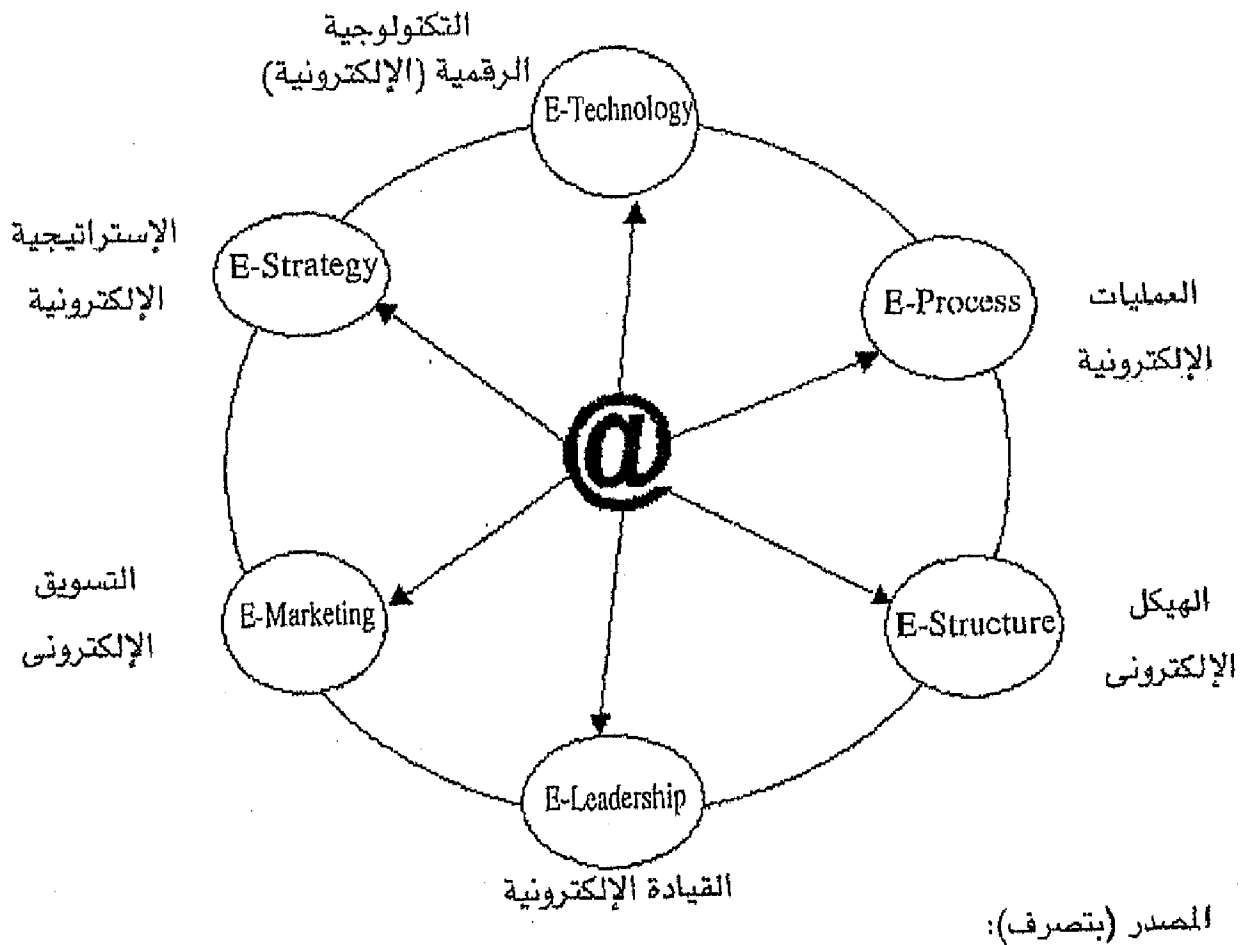 التكنولوجية
الرقمية (الإلكترونية)
E-Technology
الإستراتيجية
الإلكترونية
E-Strategy
E-Process
العمليات
الإلكترونية
@
التسويق
الإلكترونى
E-Marketing
E-Structure
الهيكل
الإلكترونى
E-Leadership
القيادة الإلكترونية
المصدر (بتصرف):